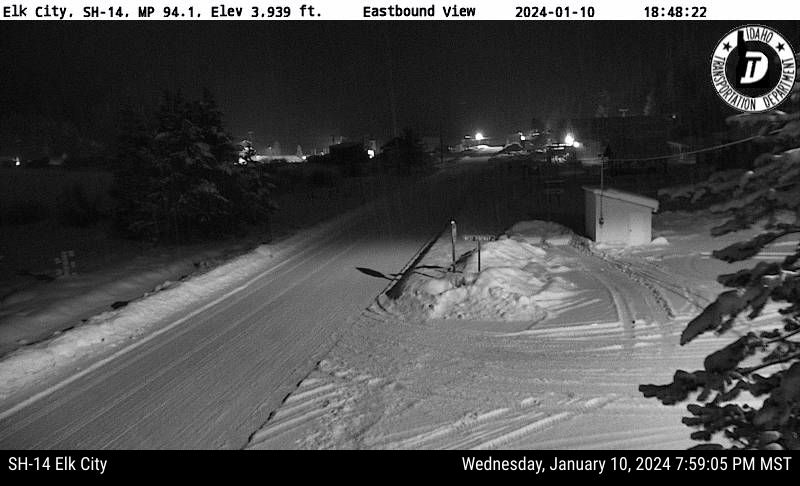 Elk City, SH-14, MP 94.1, Elev 3,939 ft. Eastbound View 2024-01-10 18:48:22
IDAHO
TRANSPORTATION DEPARTMENT
SH-14 Elk City Wednesday, January 10, 2024 7:59:05 PM MST